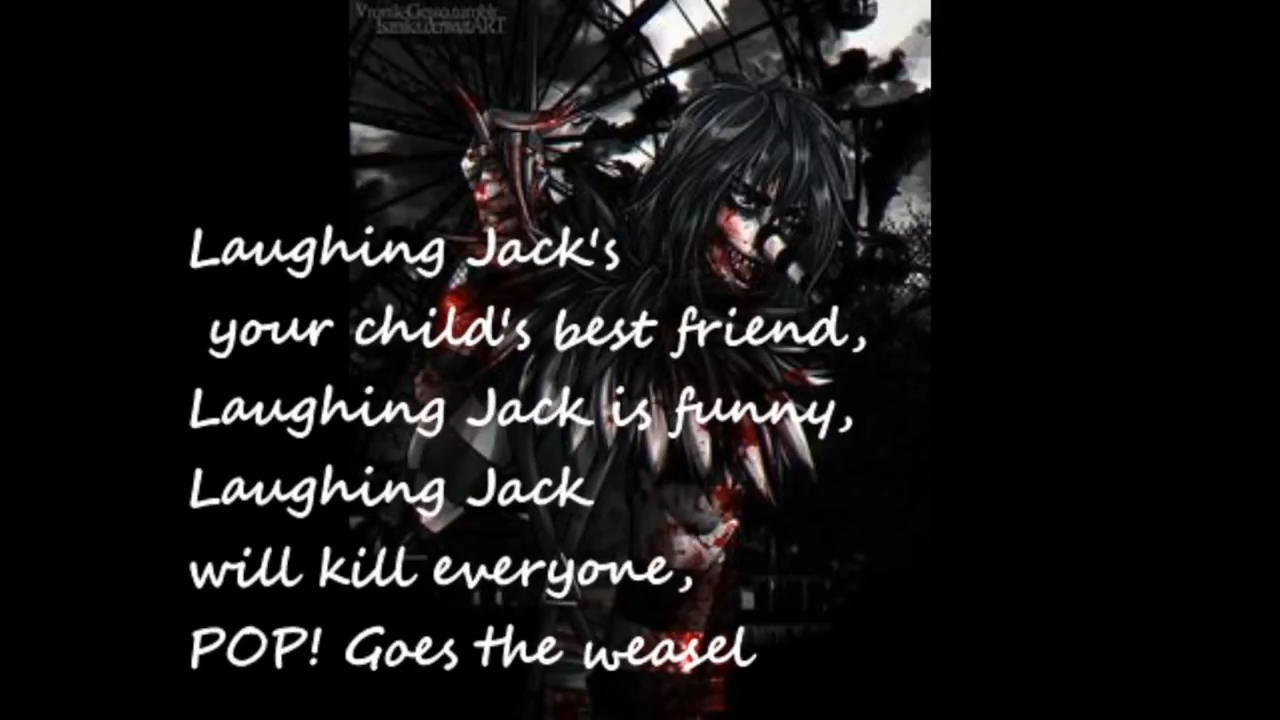 Laughing Jack's
your child's best friend,
Laughing Jack is funny,
Laughing Jack
will kill everyone,
POP! Goes the weasel